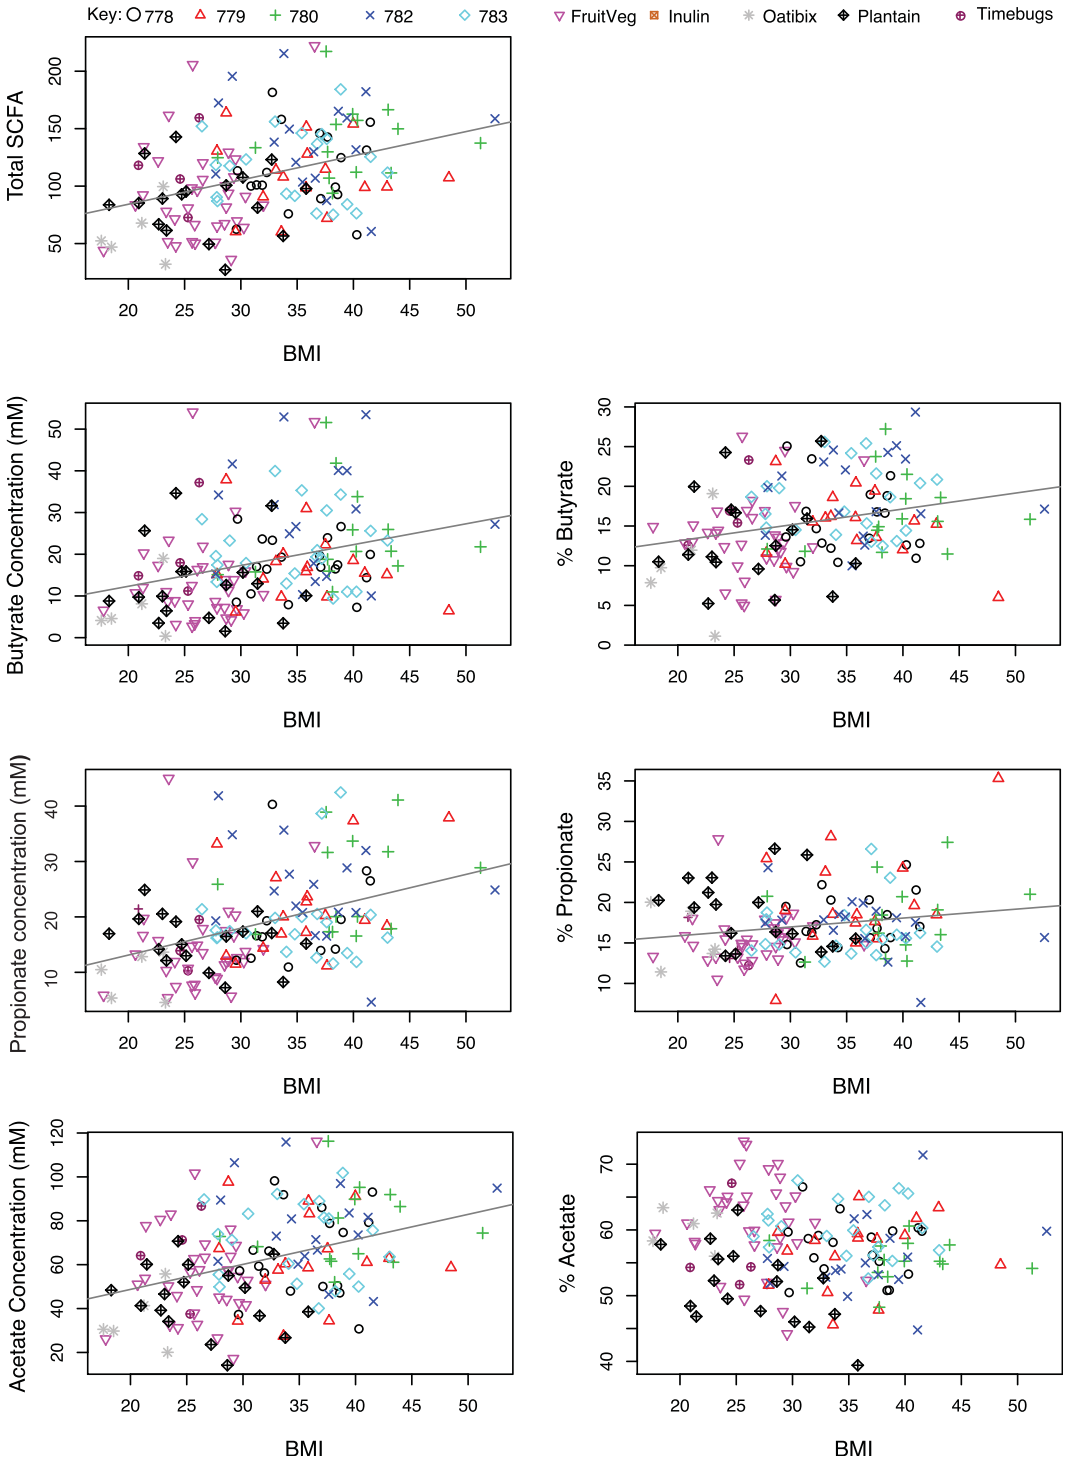 Key: 778 779 780 782 783 FruitVeg Inulin Oatibix Plantain Timebugs
Total SCFA
50 100 150 200
20 25 30 35 40 45 50
BMI
Butyrate Concentration (mM)
0 10 20 30 40 50
20 25 30 35 40 45 50
BMI
% Butyrate
0 5 10 15 20 25 30
20 25 30 35 40 45 50
BMI
Propionate concentration (mM)
10 20 30 40
20 25 30 35 40 45 50
BMI
% Propionate
10 15 20 25 30 35
20 25 30 35 40 45 50
BMI
Acetate Concentration (mM)
20 40 60 80 100 120
20 25 30 35 40 45 50
BMI
% Acetate
40 50 60 70
20 25 30 35 40 45 50
BMI